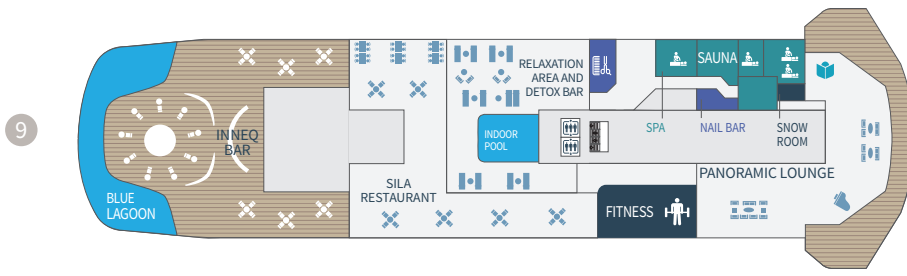 9
BLUE
LAGOON
INNEQ
BAR
SILA
RESTAURANT
RELAXATION
AREA AND
DETOX BAR
INDOOR
POOL
SAUNA
SPA
NAIL BAR
SNOW
ROOM
PANORAMIC LOUNGE
FITNESS